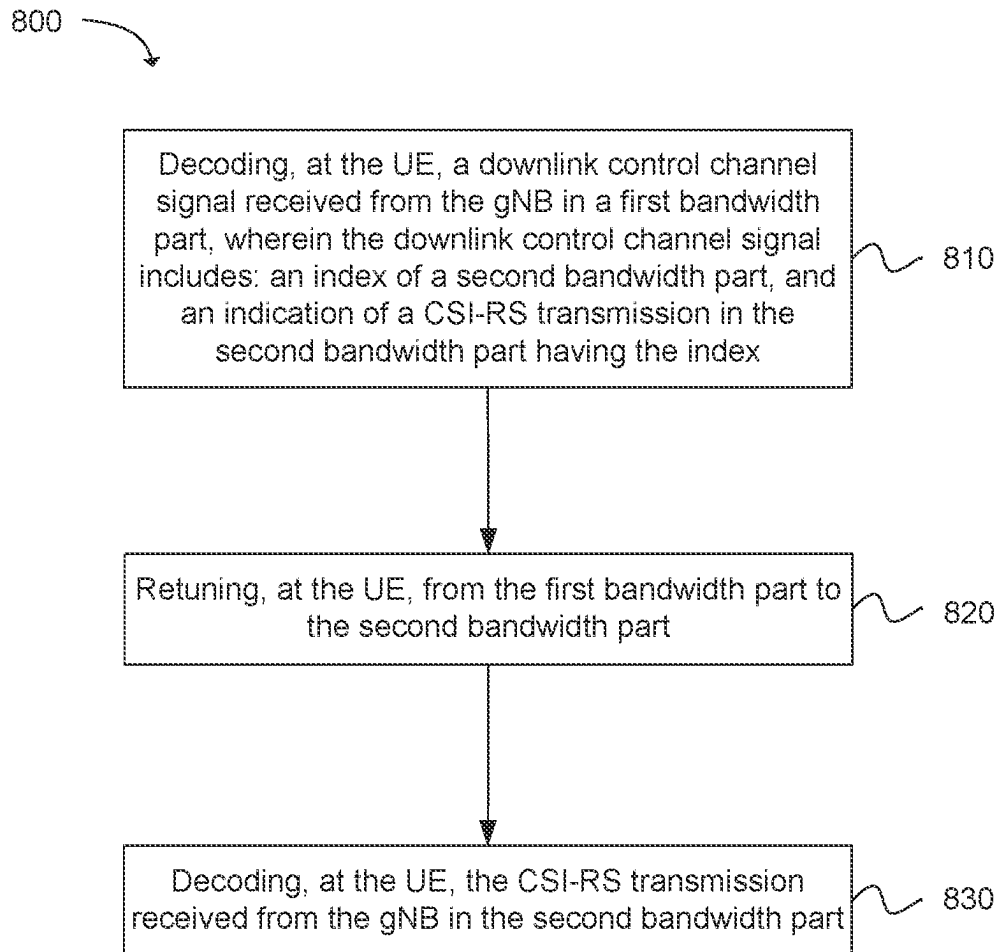 800
Decoding, at the UE, a downlink control channel
signal received from the gNB in a first bandwidth
part, wherein the downlink control channel signal
includes: an index of a second bandwidth part, and
an indication of a CSI-RS transmission in the
second bandwidth part having the index
810
Retuning, at the UE, from the first bandwidth part to
the second bandwidth part
820
Decoding, at the UE, the CSI-RS transmission
received from the gNB in the second bandwidth part
830